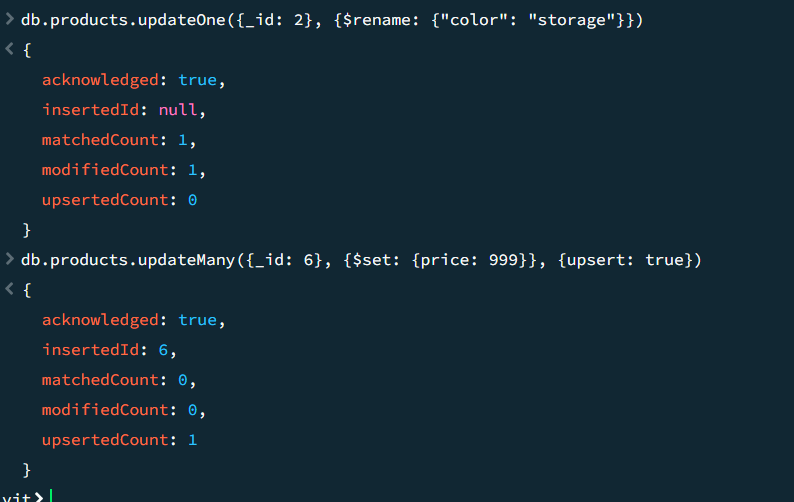 > db.products.updateOne({_id: 2}, {$rename: {"color": "storage"}})
< {
acknowledged: true,
insertedId: null,
matchedCount: 1,
modifiedCount: 1,
upsertedCount: 0
}
> db.products.updateMany({_id: 6}, {$set: {price: 999}}, {upsert: true})
< {
acknowledged: true,
insertedId: 6,
matchedCount: 0,
modifiedCount: 0,
upsertedCount: 1
}
vit>